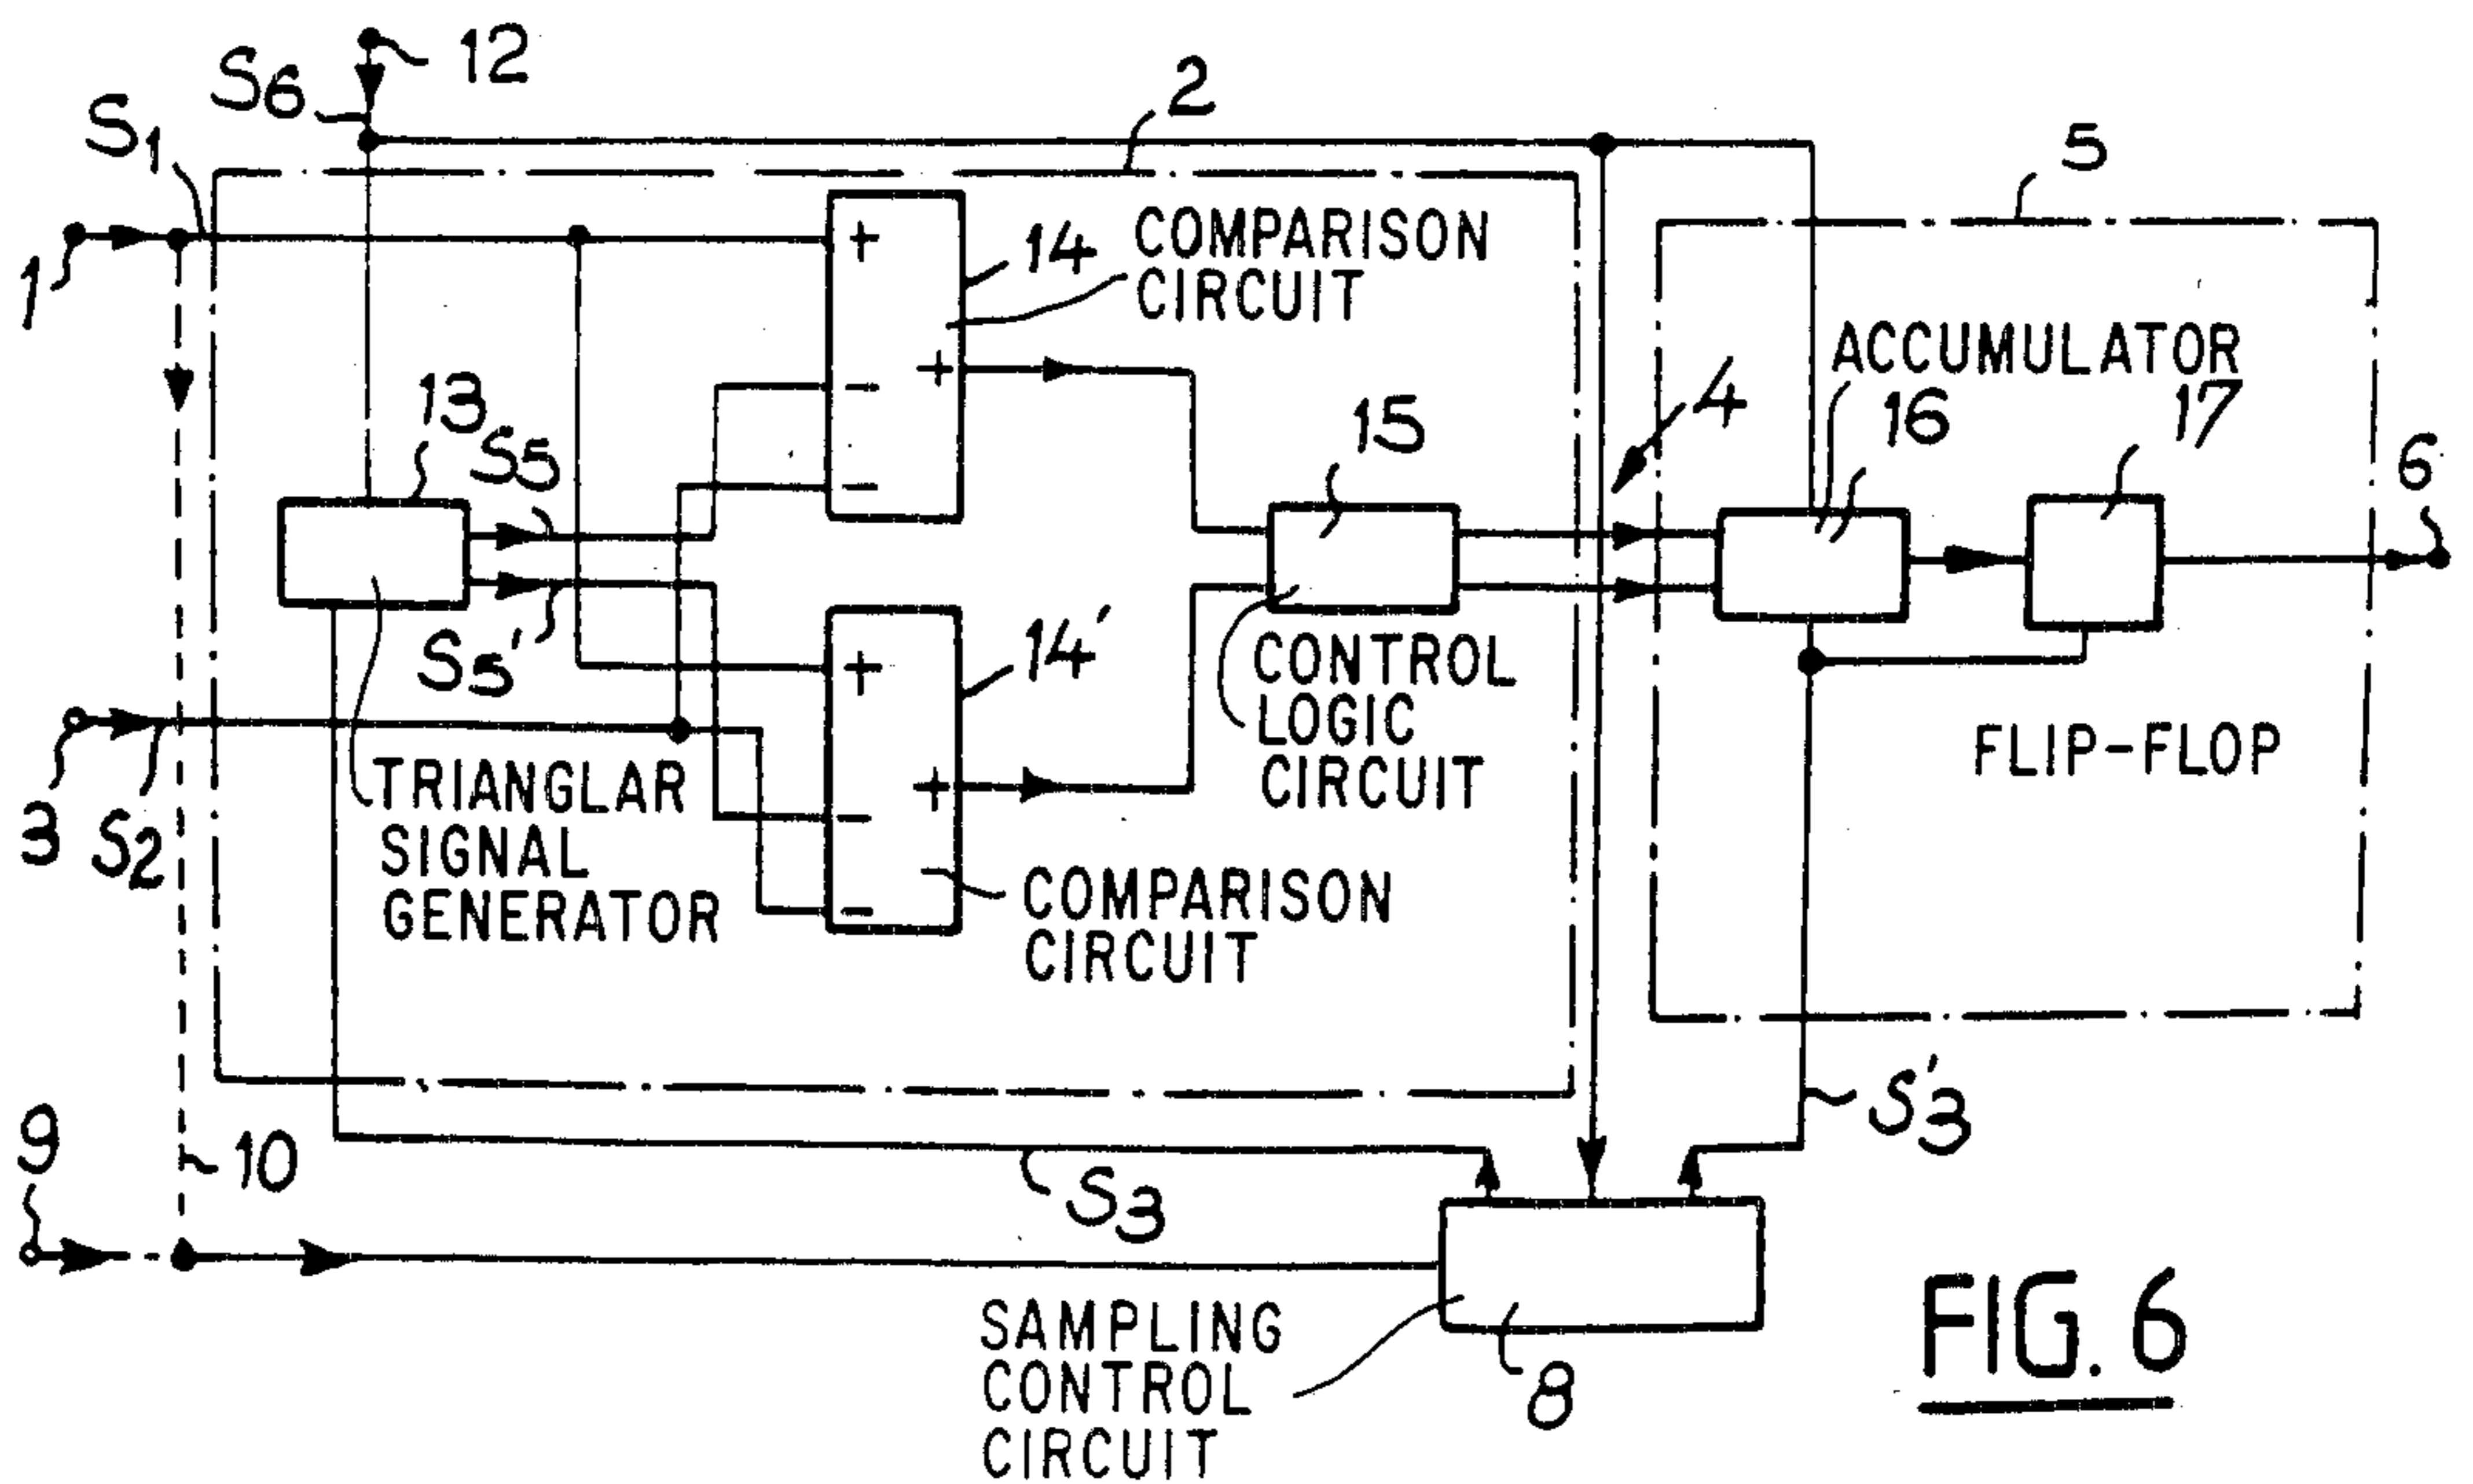 12
S6
2
S1
5
1
14
COMPARISON
CIRCUIT
+
-
-
+
ACCUMULATOR
4
13
S5
15
16
17
6
S5'
14'
+
-
-
+
CONTROL
LOGIC
CIRCUIT
3
S2
TRIANGLAR
SIGNAL
GENERATOR
FLIP-FLOP
COMPARISON
CIRCUIT
9
10
S3
S'3
SAMPLING
CONTROL
CIRCUIT
8
FIG. 6